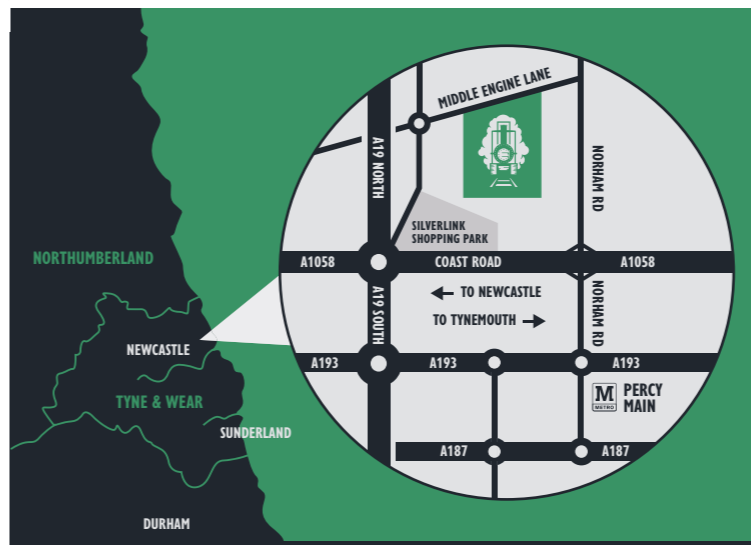 MIDDLE ENGINE LANE
A19 NORTH
NORHAM RD
SILVERLINK
SHOPPING PARK
NORTHUMBERLAND
A1058
COAST ROAD
A1058
TO NEWCASTLE
A19 SOUTH
NORHAM RD
TO TYNEMOUTH
NEWCASTLE
A193
A193
A193
M
METRO
PERCY
MAIN
TYNE & WEAR
SUNDERLAND
A187
A187
DURHAM